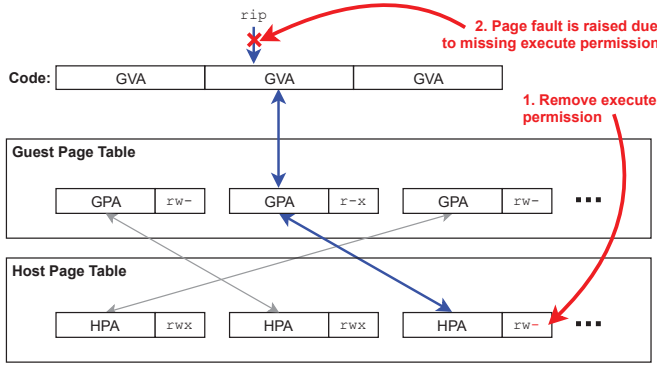 rip
2. Page fault is raised due
to missing execute permission
Code: GVA GVA GVA
1. Remove execute
permission
Guest Page Table
GPA rw- GPA r-x GPA rw- ...
Host Page Table
HPA rwx HPA rwx HPA rw- ...